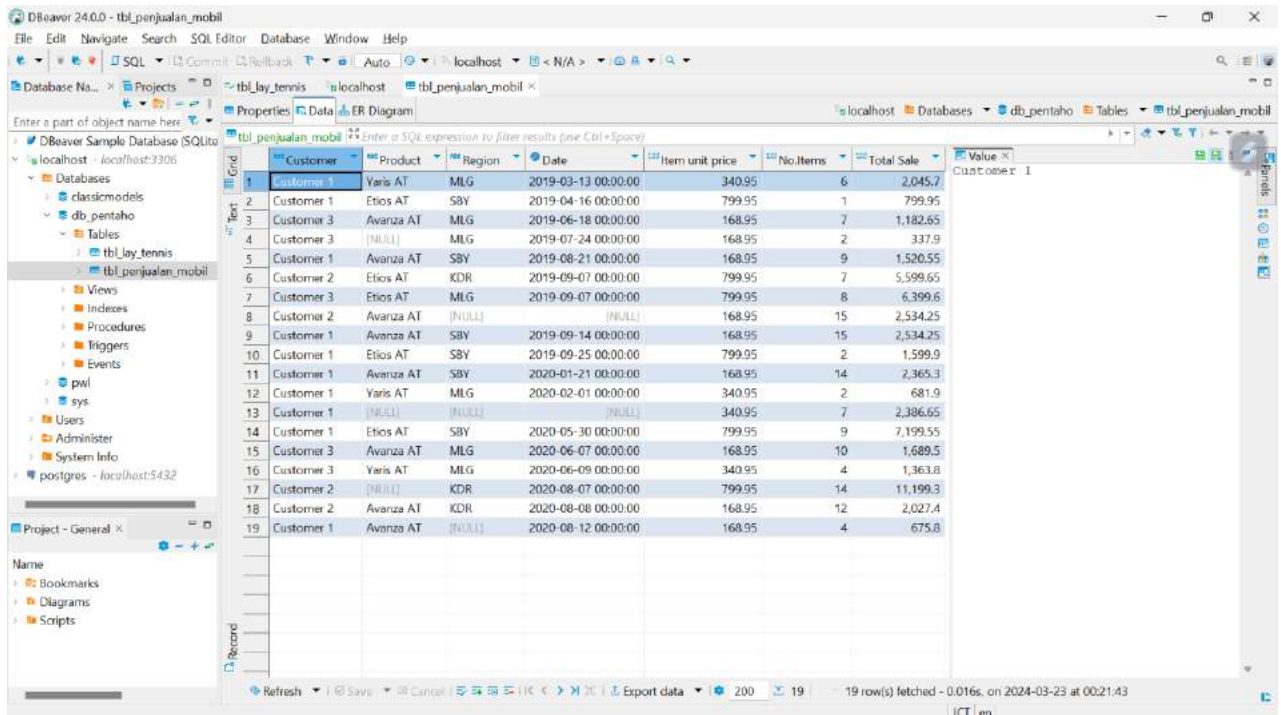 DBeaver 24.0.0 - tbl_penjualan_mobil
File Edit Navigate Search SQL Editor Database Window Help
SQL Commit Rollback T Auto localhost < N/A >
Database Na... Projects
Enter a part of object name here
DBeaver Sample Database (SQLite
localhost - localhost:3306
Databases
classicmodels
db_pentaho
Tables
tbl_lay_tennis
tbl_penjualan_mobil
Views
Indexes
Procedures
Triggers
Events
pwl
sys
Users
Administer
System Info
postgres - localhost:5432
Project - General
Name
Bookmarks
Diagrams
Scripts
tbl_lay_tennis localhost tbl_penjualan_mobil
Properties Data ER Diagram localhost Databases db_pentaho Tables tbl_penjualan_mobil
tbl_penjualan_mobil Enter a SQL expression to filter results (use Ctrl+Space)
Grid
Text
Record
Customer Product Region Date Item unit price No.Items Total Sale
1 Customer 1 Yaris AT MLG 2019-03-13 00:00:00 340.95 6 2,045.7
2 Customer 1 Etios AT SBY 2019-04-16 00:00:00 799.95 1 799.95
3 Customer 3 Avanza AT MLG 2019-06-18 00:00:00 168.95 7 1,182.65
4 Customer 3 [NULL] MLG 2019-07-24 00:00:00 168.95 2 337.9
5 Customer 1 Avanza AT SBY 2019-08-21 00:00:00 168.95 9 1,520.55
6 Customer 2 Etios AT KDR 2019-09-07 00:00:00 799.95 7 5,599.65
7 Customer 3 Etios AT MLG 2019-09-07 00:00:00 799.95 8 6,399.6
8 Customer 2 Avanza AT [NULL] [NULL] 168.95 15 2,534.25
9 Customer 1 Avanza AT SBY 2019-09-14 00:00:00 168.95 15 2,534.25
10 Customer 1 Etios AT SBY 2019-09-25 00:00:00 799.95 2 1,599.9
11 Customer 1 Avanza AT SBY 2020-01-21 00:00:00 168.95 14 2,365.3
12 Customer 1 Yaris AT MLG 2020-02-01 00:00:00 340.95 2 681.9
13 Customer 1 [NULL] [NULL] [NULL] 340.95 7 2,386.65
14 Customer 1 Etios AT SBY 2020-05-30 00:00:00 799.95 9 7,199.55
15 Customer 3 Avanza AT MLG 2020-06-07 00:00:00 168.95 10 1,689.5
16 Customer 3 Yaris AT MLG 2020-06-09 00:00:00 340.95 4 1,363.8
17 Customer 2 [NULL] KDR 2020-08-07 00:00:00 799.95 14 11,199.3
18 Customer 2 Avanza AT KDR 2020-08-08 00:00:00 168.95 12 2,027.4
19 Customer 1 Avanza AT [NULL] 2020-08-12 00:00:00 168.95 4 675.8
Value
Customer 1
Panels
Refresh Save Cancel Export data 200 19 19 row(s) fetched - 0.016s, on 2024-03-23 at 00:21:43
ICT en